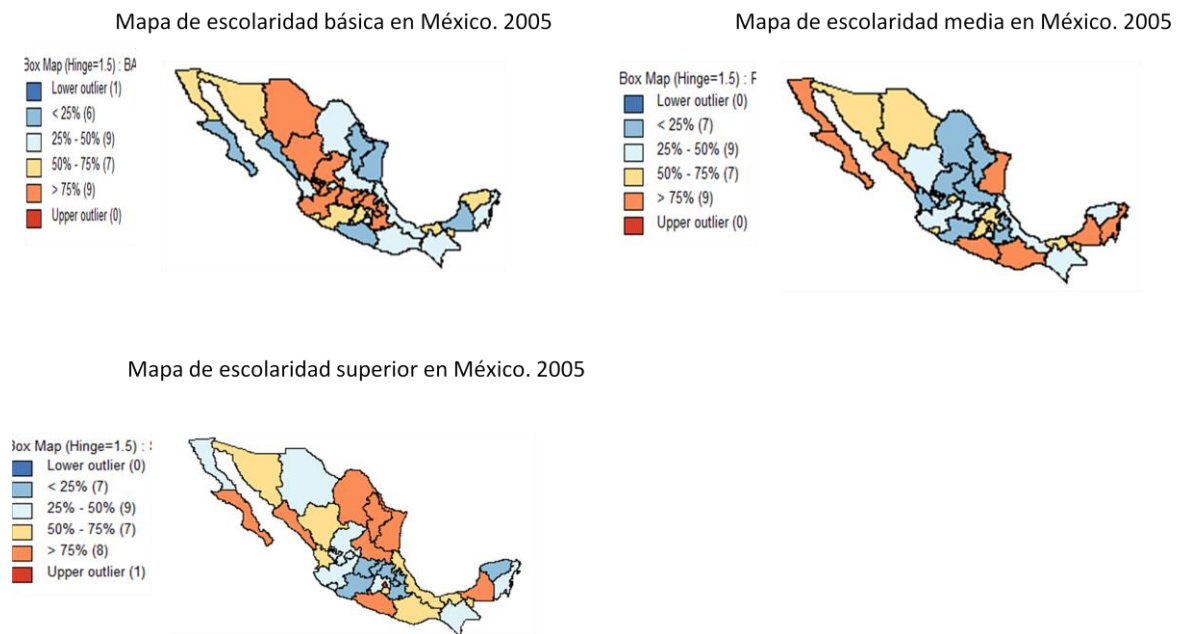 Mapa de escolaridad básica en México. 2005
Box Map (Hinge=1.5) : BA
Lower outlier (1)
< 25% (6)
25% - 50% (9)
50% - 75% (7)
> 75% (9)
Upper outlier (0)
Mapa de escolaridad media en México. 2005
Box Map (Hinge=1.5) : F
Lower outlier (0)
< 25% (7)
25% - 50% (9)
50% - 75% (7)
> 75% (9)
Upper outlier (0)
Mapa de escolaridad superior en México. 2005
Box Map (Hinge=1.5) :
Lower outlier (0)
< 25% (7)
25% - 50% (9)
50% - 75% (7)
> 75% (8)
Upper outlier (1)